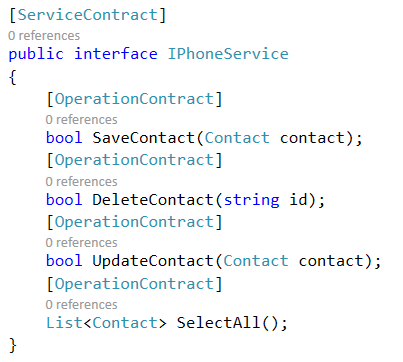 [ServiceContract]
0 references
public interface IPhoneService
{
[OperationContract]
0 references
bool SaveContact(Contact contact);
[OperationContract]
0 references
bool DeleteContact(string id);
[OperationContract]
0 references
bool UpdateContact(Contact contact);
[OperationContract]
0 references
List<Contact> SelectAll();
}